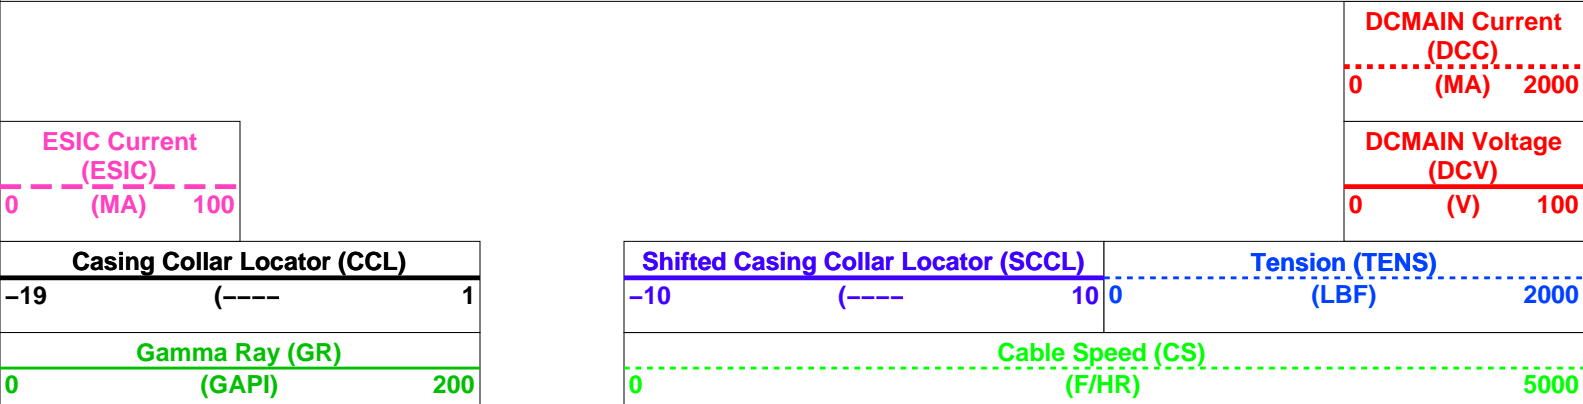 DCMAIN Current
(DCC)
0 (MA) 2000
ESIC Current
(ESIC)
0 (MA) 100
DCMAIN Voltage
(DCV)
0 (V) 100
Casing Collar Locator (CCL)
−19 (−−−− 1
Shifted Casing Collar Locator (SCCL)
−10 (−−−− 10
Tension (TENS)
0 (LBF) 2000
Gamma Ray (GR)
0 (GAPI) 200
Cable Speed (CS)
0 (F/HR) 5000